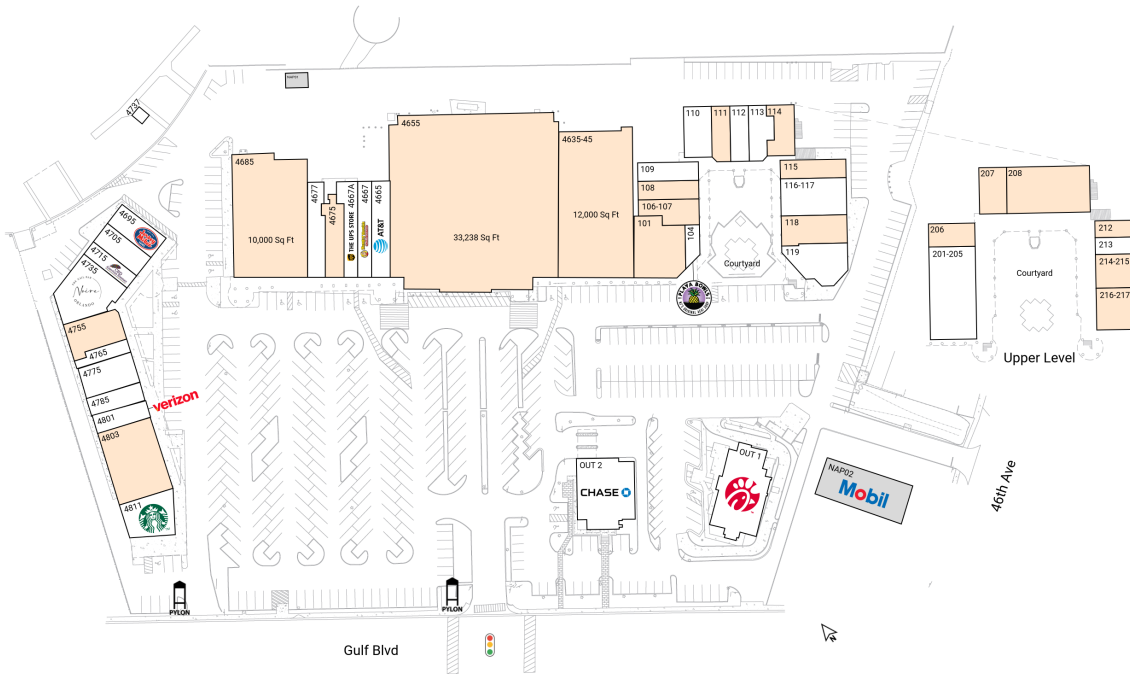 4737
4685
10,000 Sq Ft
4677
4675
4667A
THE UPS STORE
4667
4665
AT&T
4655
33,238 Sq Ft
4635-45
12,000 Sq Ft
109
108
106-107
101
104
110
111
112
113
114
115
116-117
118
119
Courtyard
PLAYA BOWLS
207
208
206
201-205
212
213
214-215
216-217
Courtyard
Upper Level
4695
4705
4715
4735
Neire
4755
4765
4775
4785
verizon
4801
4803
4811
OUT 2
CHASE
OUT 1
NAP02
Mobil
46th Ave
PYLON
PYLON
Gulf Blvd